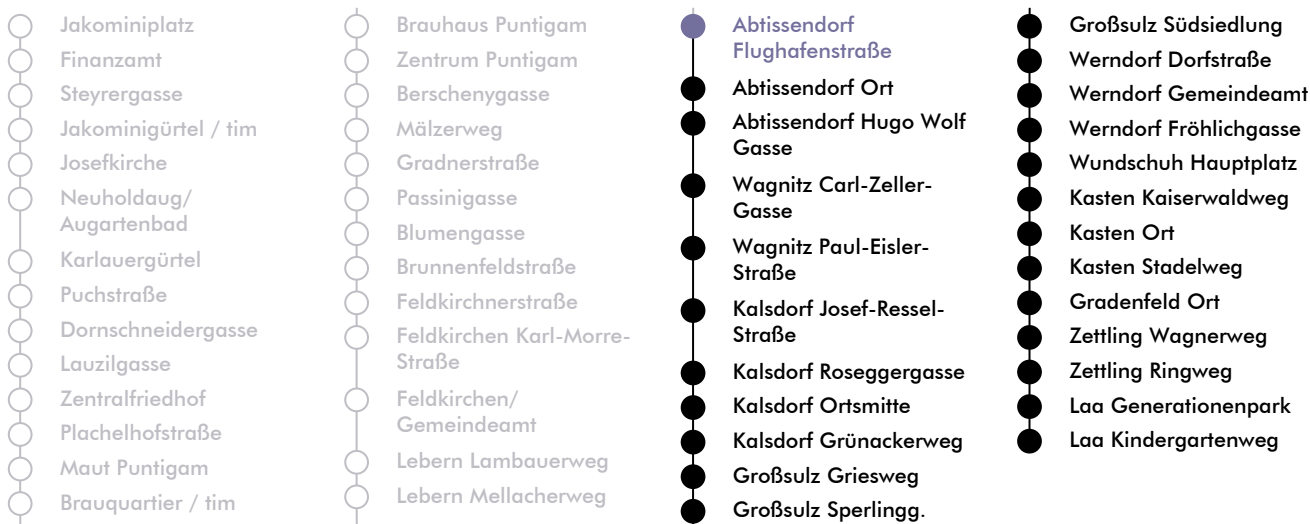 Jakominiplatz
Finanzamt
Steyrergasse
Jakominigürtel / tim
Josefkirche
Neuholdaug/
Augartenbad
Karlauergürtel
Puchstraße
Dornschneidergasse
Lauzilgasse
Zentralfriedhof
Plachelhofstraße
Maut Puntigam
Brauquartier / tim
Brauhaus Puntigam
Zentrum Puntigam
Berschenygasse
Mälzerweg
Gradnerstraße
Passinigasse
Blumengasse
Brunnenfeldstraße
Feldkirchnerstraße
Feldkirchen Karl-Morre-
Straße
Feldkirchen/
Gemeindeamt
Lebern Lambauerweg
Lebern Mellacherweg
Abtissendorf
Flughafenstraße
Abtissendorf Ort
Abtissendorf Hugo Wolf
Gasse
Wagnitz Carl-Zeller-
Gasse
Wagnitz Paul-Eisler-
Straße
Kalsdorf Josef-Ressel-
Straße
Kalsdorf Roseggergasse
Kalsdorf Ortsmitte
Kalsdorf Grünackerweg
Großsulz Griesweg
Großsulz Sperlingg.
Großsulz Südsiedlung
Werndorf Dorfstraße
Werndorf Gemeindeamt
Werndorf Fröhlichgasse
Wundschuh Hauptplatz
Kasten Kaiserwaldweg
Kasten Ort
Kasten Stadelweg
Gradenfeld Ort
Zettling Wagnerweg
Zettling Ringweg
Laa Generationenpark
Laa Kindergartenweg